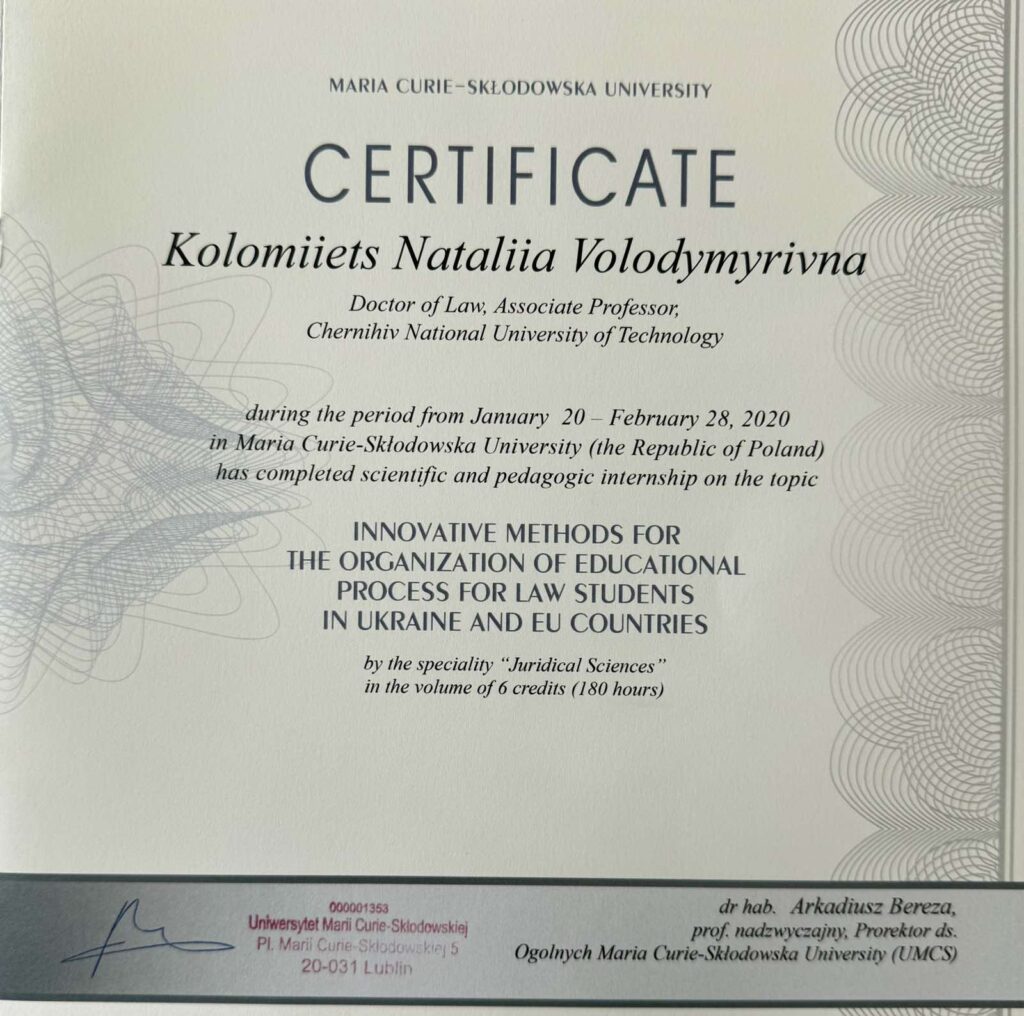 MARIA CURIE-SKŁODOWSKA UNIVERSITY
CERTIFICATE
Kolomiiets Nataliia Volodymyrivna
Doctor of Law, Associate Professor,
Chernihiv National University of Technology
during the period from January 20 – February 28, 2020
in Maria Curie-Skłodowska University (the Republic of Poland)
has completed scientific and pedagogic internship on the topic
INNOVATIVE METHODS FOR
THE ORGANIZATION OF EDUCATIONAL
PROCESS FOR LAW STUDENTS
IN UKRAINE AND EU COUNTRIES
by the speciality “Juridical Sciences”
in the volume of 6 credits (180 hours)
000001353
Uniwersytet Marii Curie-Skłodowskiej
Pl. Marii Curie-Skłodowskiej 5
20-031 Lublin
dr hab. Arkadiusz Bereza,
prof. nadzwyczajny, Prorektor ds.
Ogolnych Maria Curie-Skłodowska University (UMCS)